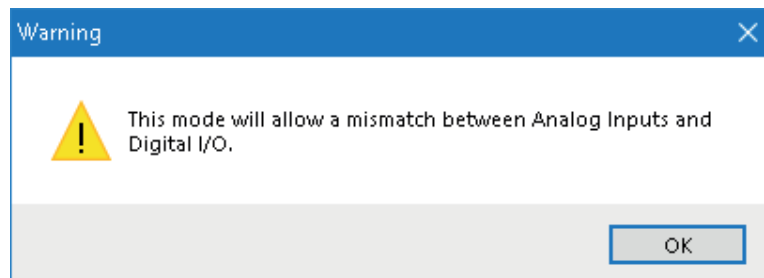 Warning
This mode will allow a mismatch between Analog Inputs and
Digital I/O.
OK